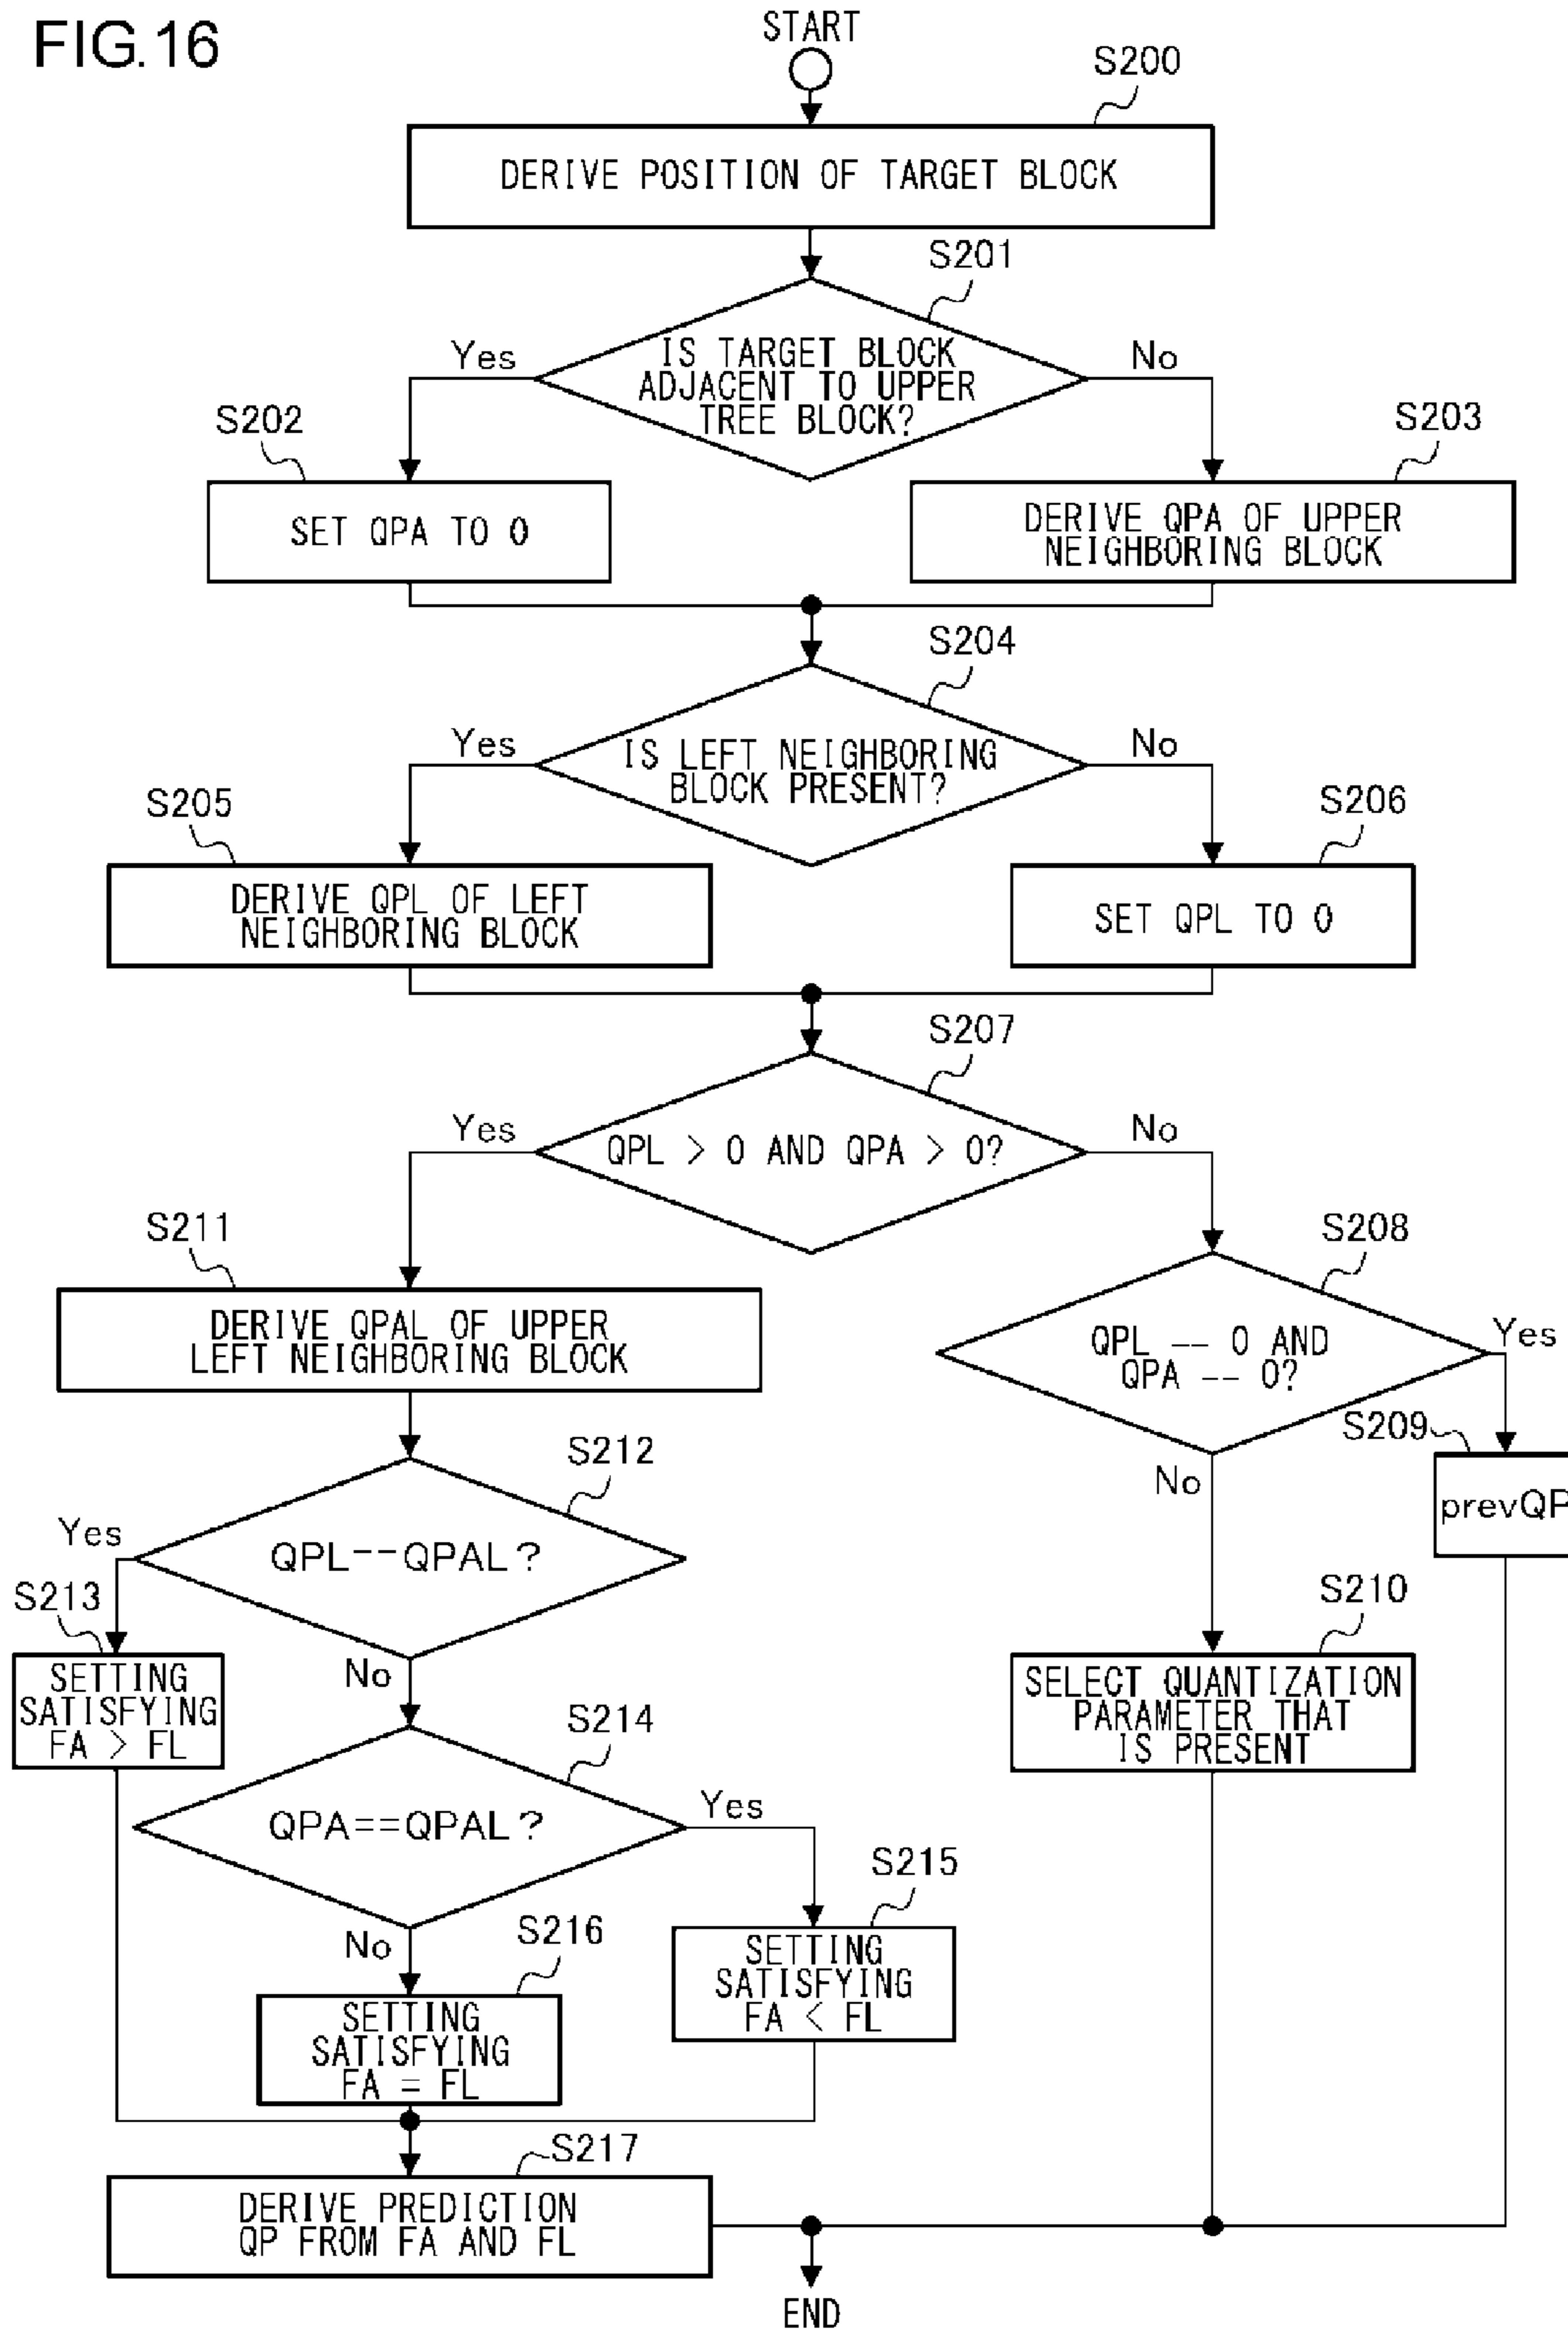 FIG.16
START
S200
DERIVE POSITION OF TARGET BLOCK
S201
IS TARGET BLOCK
ADJACENT TO UPPER
TREE BLOCK?
Yes
No
S202
SET QPA TO 0
S203
DERIVE QPA OF UPPER
NEIGHBORING BLOCK
S204
IS LEFT NEIGHBORING
BLOCK PRESENT?
Yes
No
S205
DERIVE QPL OF LEFT
NEIGHBORING BLOCK
S206
SET QPL TO 0
S207
QPL > 0 AND QPA > 0?
Yes
No
S211
DERIVE QPAL OF UPPER
LEFT NEIGHBORING BLOCK
S208
QPL -- 0 AND
QPA -- 0?
Yes
No
S209
prevQP
S212
QPL--QPAL?
Yes
No
S213
SETTING
SATISFYING
FA > FL
S210
SELECT QUANTIZATION
PARAMETER THAT
IS PRESENT
S214
QPA==QPAL?
Yes
No
S215
SETTING
SATISFYING
FA < FL
S216
SETTING
SATISFYING
FA = FL
S217
DERIVE PREDICTION
QP FROM FA AND FL
END